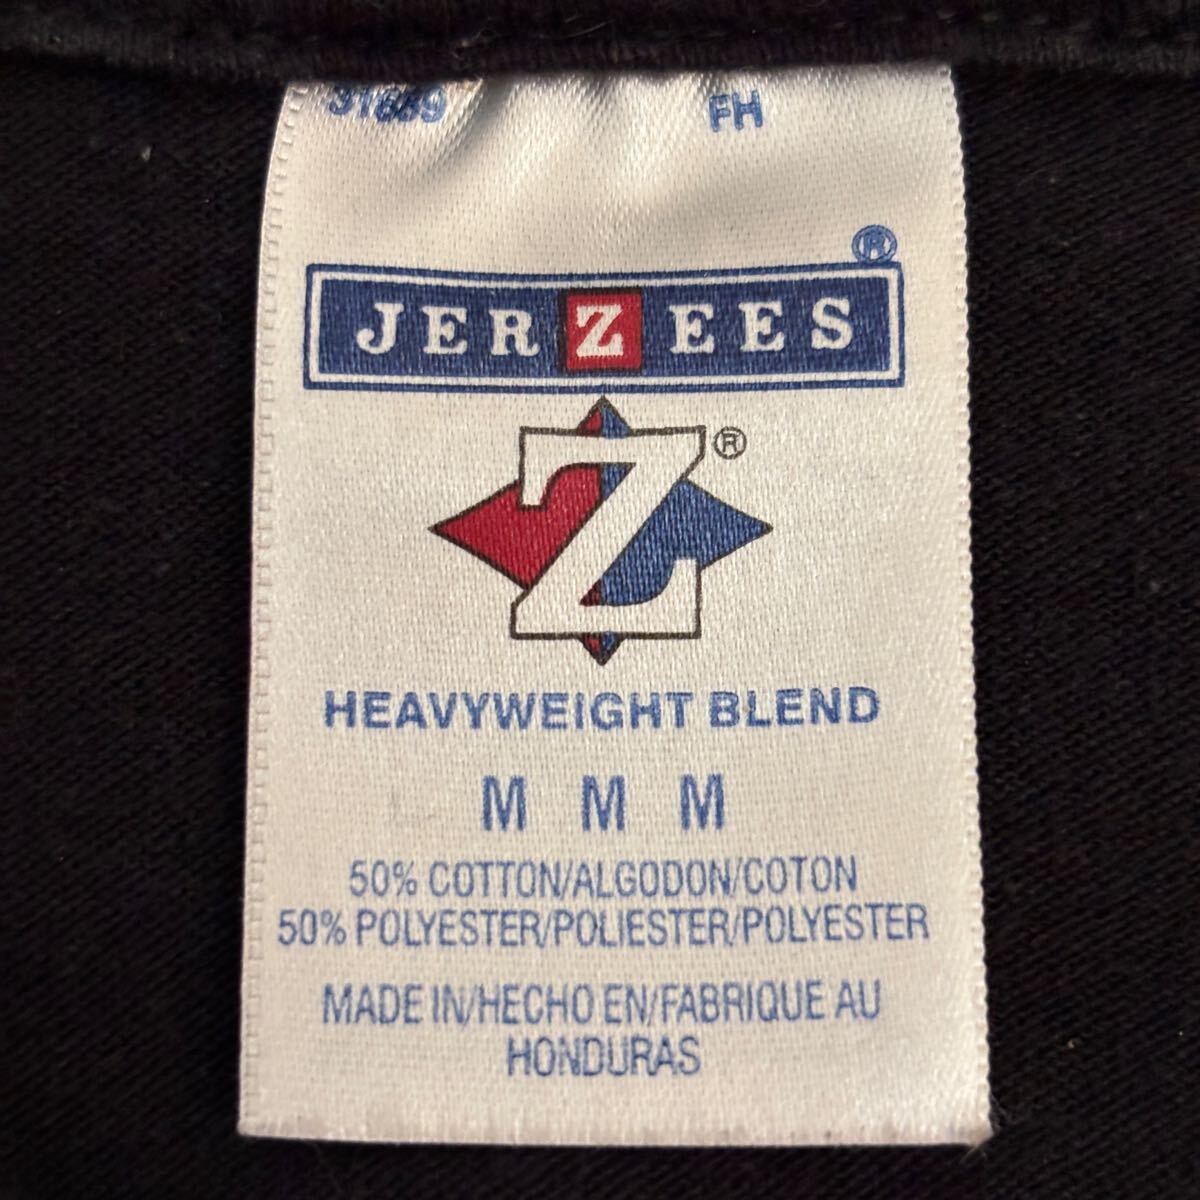 31689 FH
JERZEES®
Z®
HEAVYWEIGHT BLEND
M M M
50% COTTON/ALGODON/COTON
50% POLYESTER/POLIESTER/POLYESTER
MADE IN/HECHO EN/FABRIQUE AU
HONDURAS